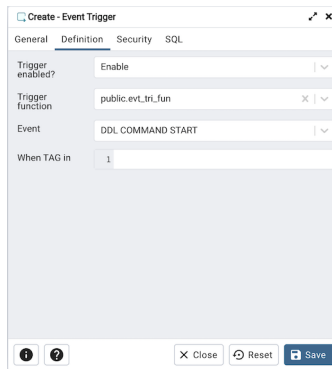 Create - Event Trigger
General Definition Security SQL
Trigger enabled? Enable
Trigger function public.evt_tri_fun
Event DDL COMMAND START
When TAG in 1
Close Reset Save